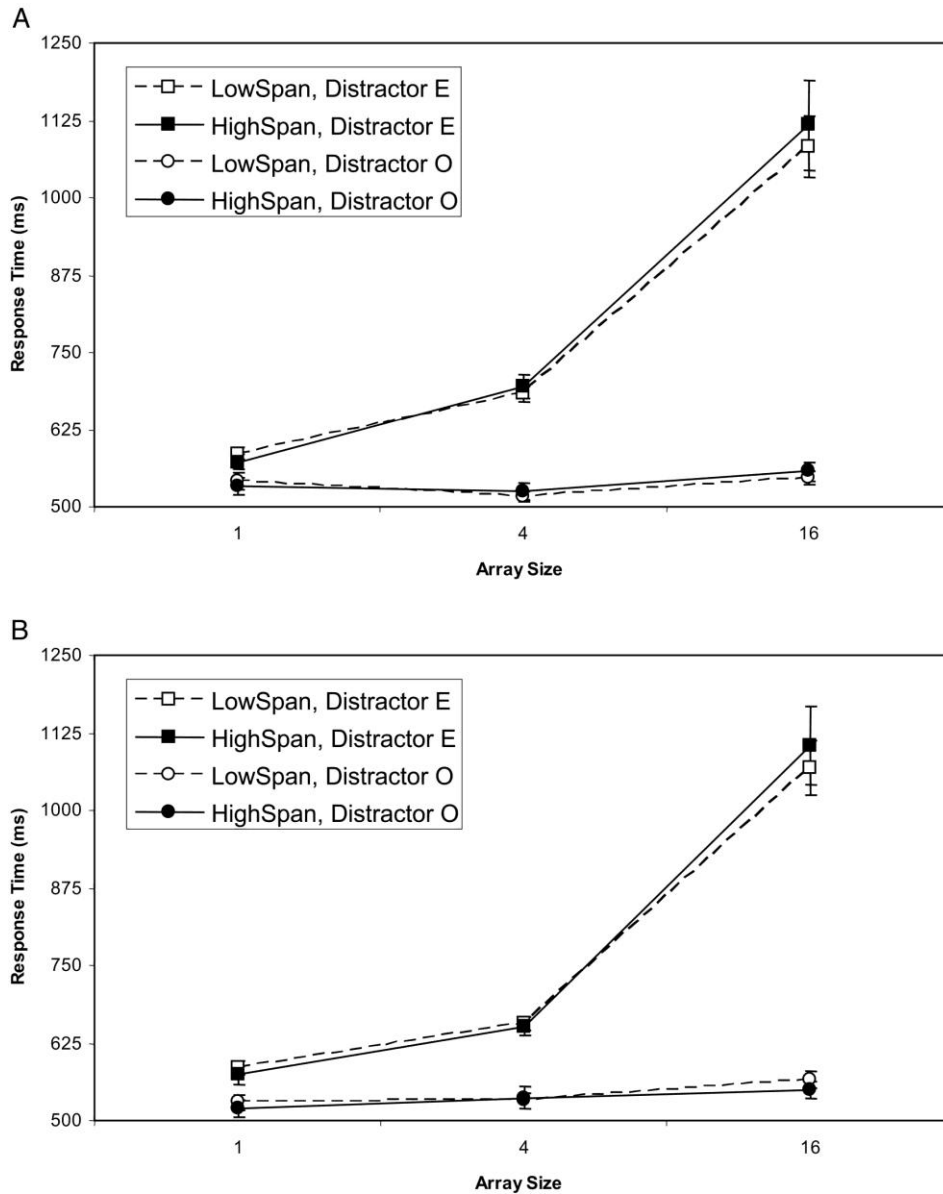 A
1250
1125
1000
875
750
625
500
Response Time (ms)
LowSpan, Distractor E
HighSpan, Distractor E
LowSpan, Distractor O
HighSpan, Distractor O
1 4 16
Array Size
B
1250
1125
1000
875
750
625
500
Response Time (ms)
LowSpan, Distractor E
HighSpan, Distractor E
LowSpan, Distractor O
HighSpan, Distractor O
1 4 16
Array Size